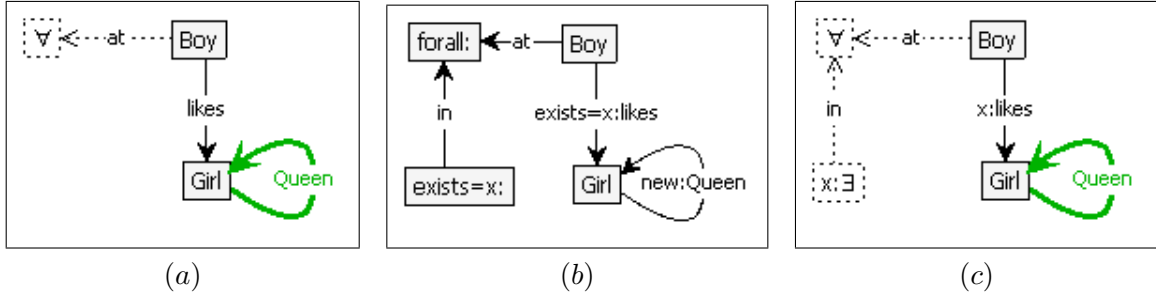 ∀ at Boy
likes
Girl Queen
(a)
forall: at Boy
in exists=x:likes
exists=x: Girl new:Queen
(b)
∀ at Boy
in x:likes
x:∃ Girl Queen
(c)